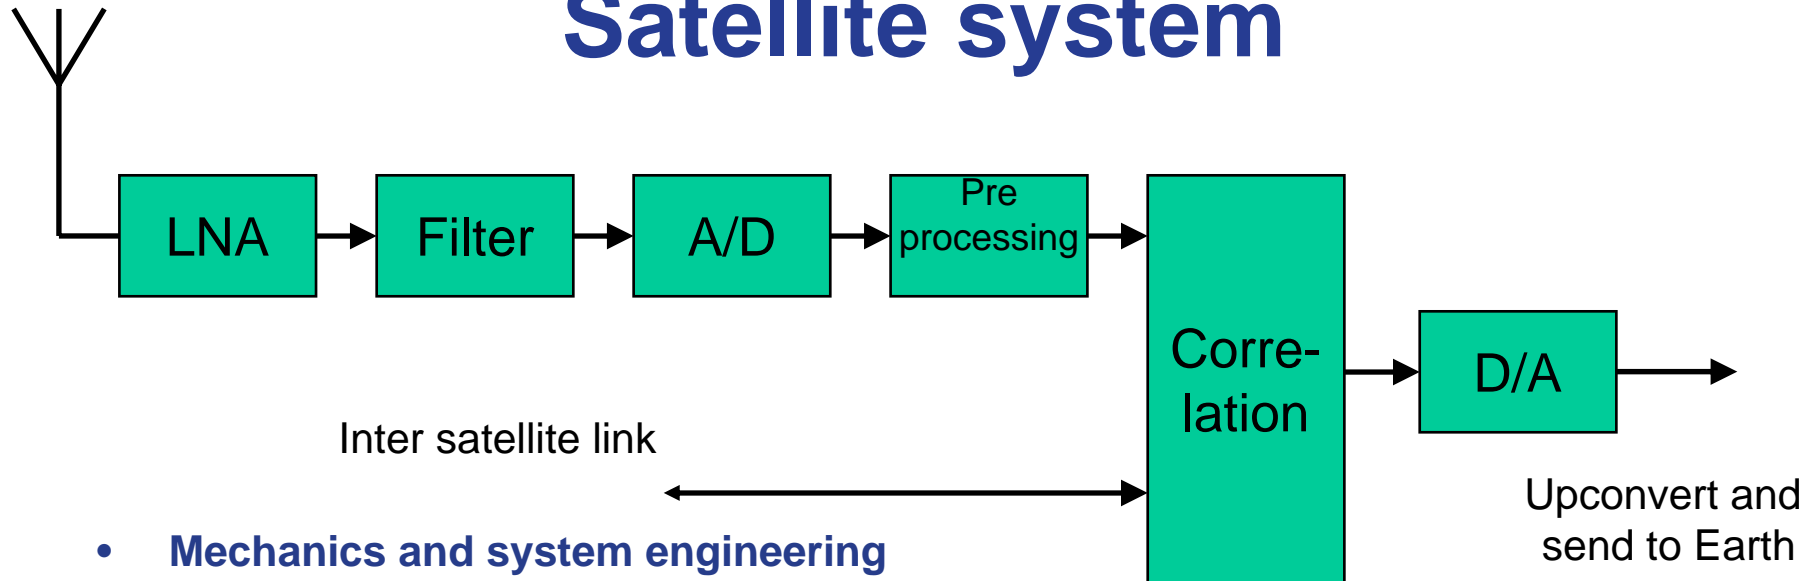 Satellite system
LNA
Filter
A/D
Pre
processing
Corre-
lation
D/A
Inter satellite link
Upconvert and
send to Earth
• Mechanics and system engineering